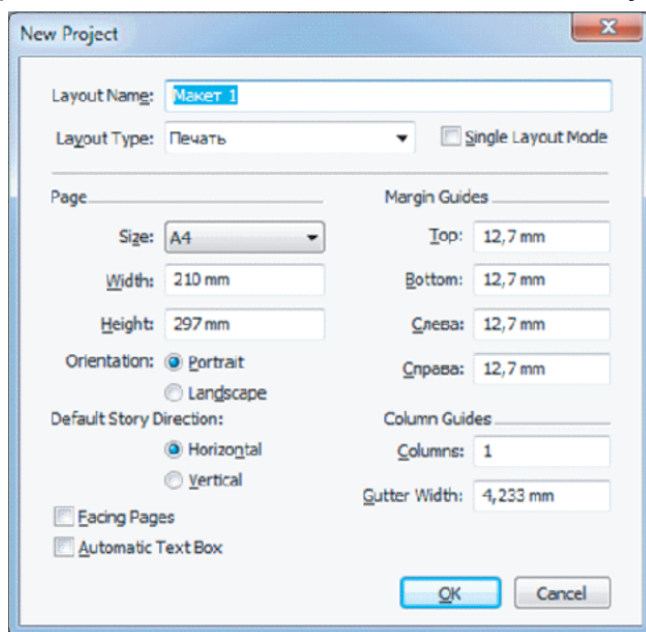 New Project
Layout Name: Макет 1
Layout Type: Печать Single Layout Mode
Page Margin Guides
Size: A4 Top: 12,7 mm
Width: 210 mm Bottom: 12,7 mm
Height: 297 mm Слева: 12,7 mm
Orientation: Portrait Справа: 12,7 mm
Landscape
Default Story Direction: Column Guides
Horizontal Columns: 1
Vertical Gutter Width: 4,233 mm
Facing Pages
Automatic Text Box
OK Cancel